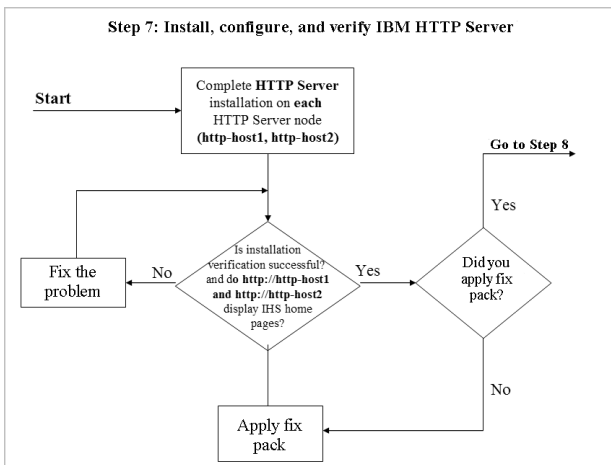 Step 7: Install, configure, and verify IBM HTTP Server
Start
Complete HTTP Server
installation on each
HTTP Server node
(http-host1, http-host2)
Go to Step 8
Yes
Is installation
verification successful?
and do http://http-host1
and http://http-host2
display IHS home
pages?
No
Fix the
problem
Yes
Did you
apply fix
pack?
No
Apply fix
pack